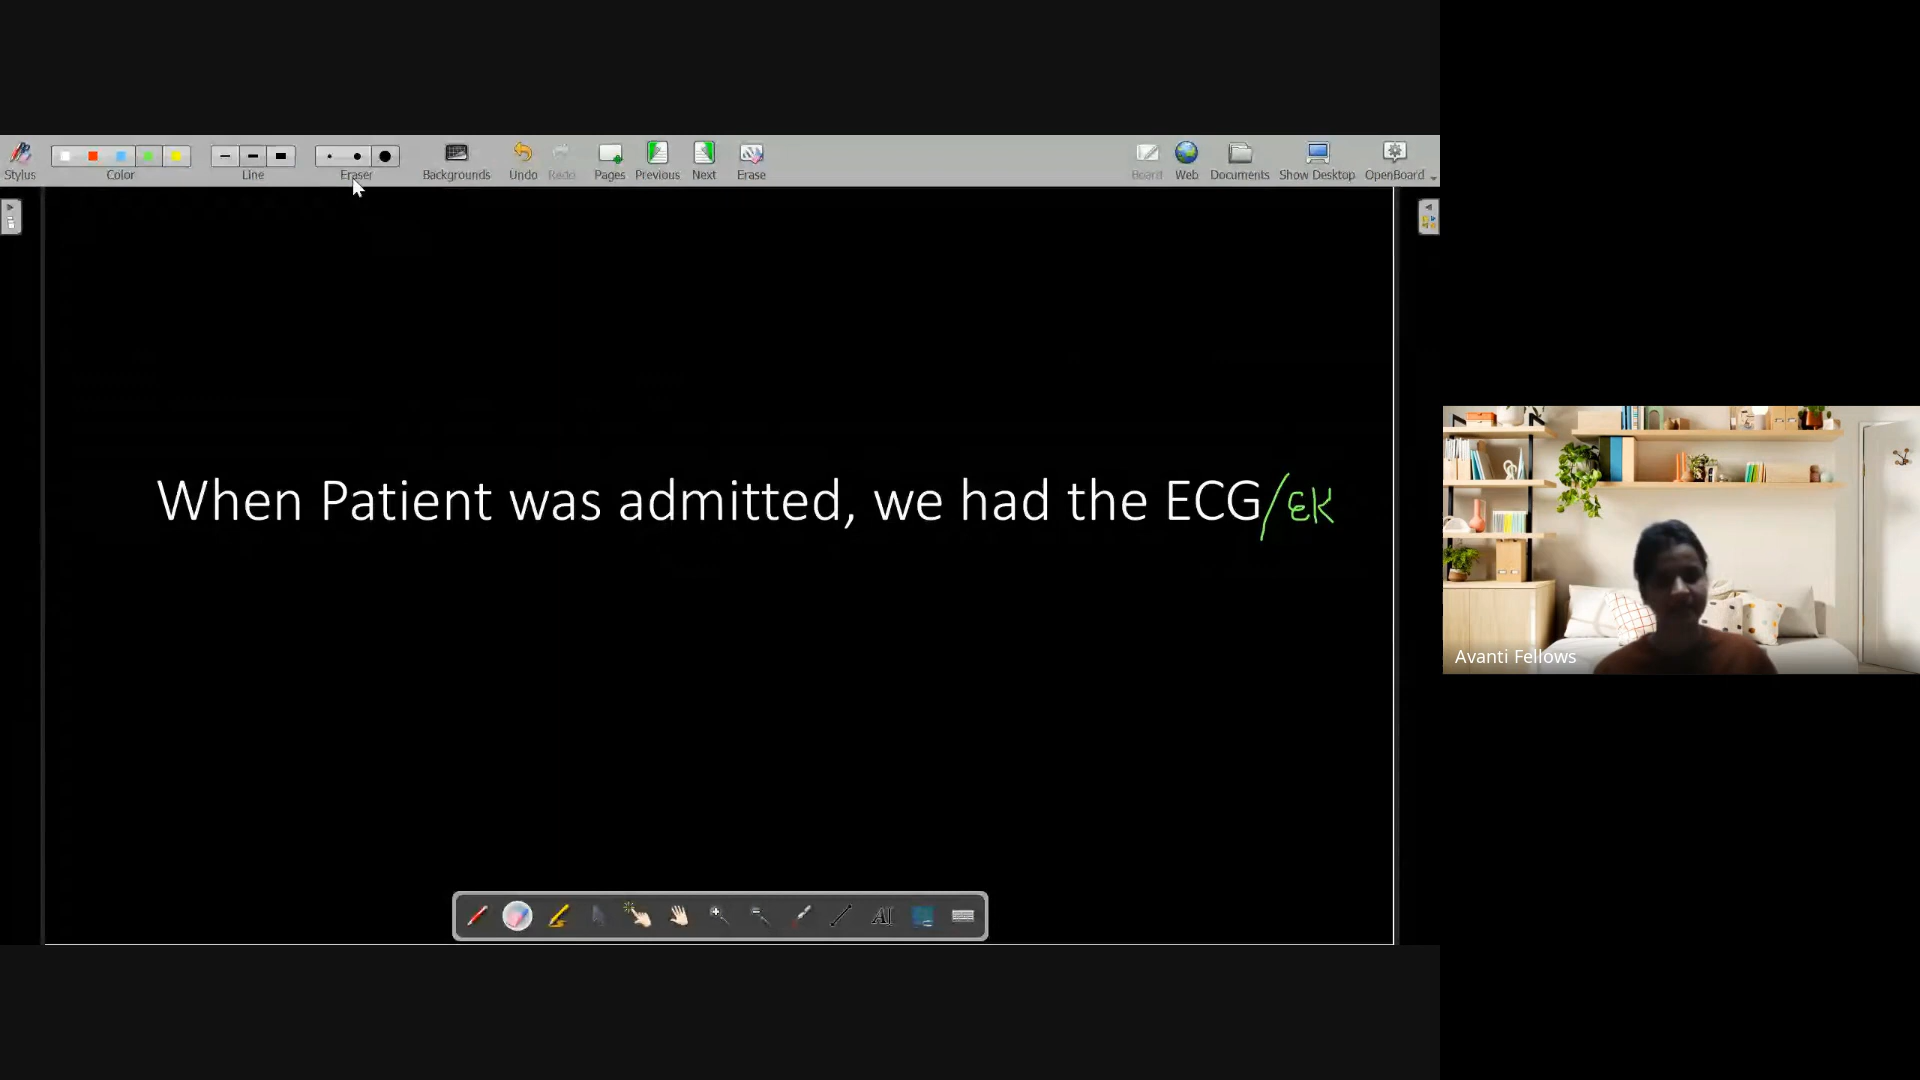 Stylus Color Line Eraser Backgrounds Undo Redo Pages Previous Next Erase Board Web Documents Show Desktop OpenBoard
When Patient was admitted, we had the ECG/EK
AI
Avanti Fellows